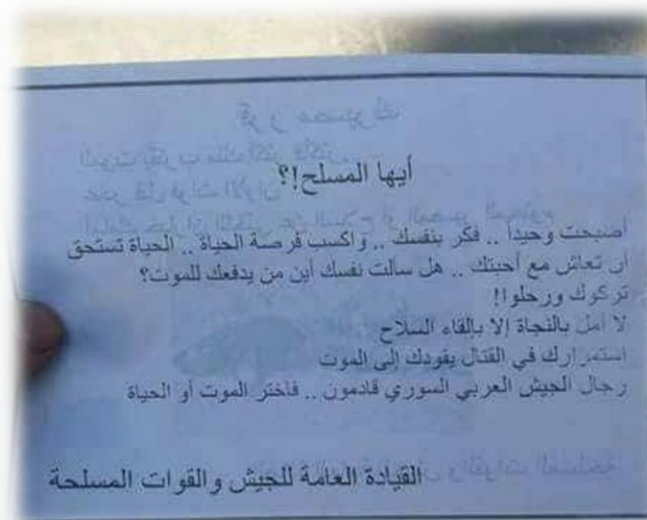 أيها المسلح!؟
أصبحت وحيدا .. فكر بنفسك .. واكسب فرصة الحياة .. الحياة تستحق
أن تعاش مع أحبتك .. هل سالت نفسك أين من يدفعك للموت؟
تركوك ورحلوا!
لا امل بالنجاة إلا بإلقاء السلاح
استمرارك في القتال يقودك إلى الموت
رجال الجيش العربي السوري قادمون .. فاختر الموت أو الحياة
القيادة العامة للجيش والقوات المسلحة